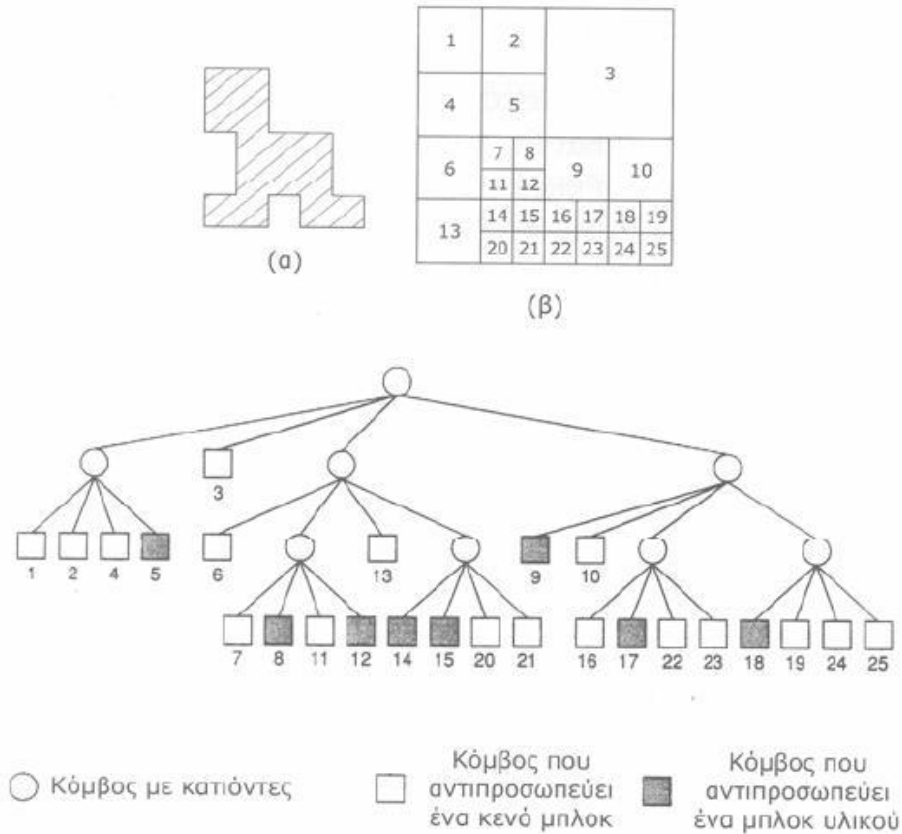 1 2
3
4 5
6 7 8 9 10
11 12
13 14 15 16 17 18 19
20 21 22 23 24 25
(α)
(β)
3
1 2 4 5 6 13 9 10
7 8 11 12 14 15 20 21 16 17 22 23 18 19 24 25
Κόμβος με κατιόντες
Κόμβος που
αντιπροσωπεύει
ένα κενό μπλοκ
Κόμβος που
αντιπροσωπεύει
ένα μπλοκ υλικού